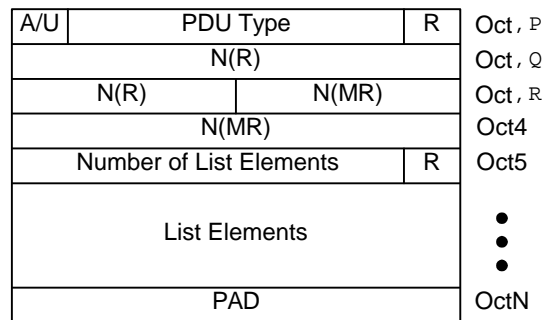 A/U PDU Type R Oct, P
N(R) Oct, Q
N(R) N(MR) Oct, R
N(MR) Oct4
Number of List Elements R Oct5
List Elements
PAD OctN